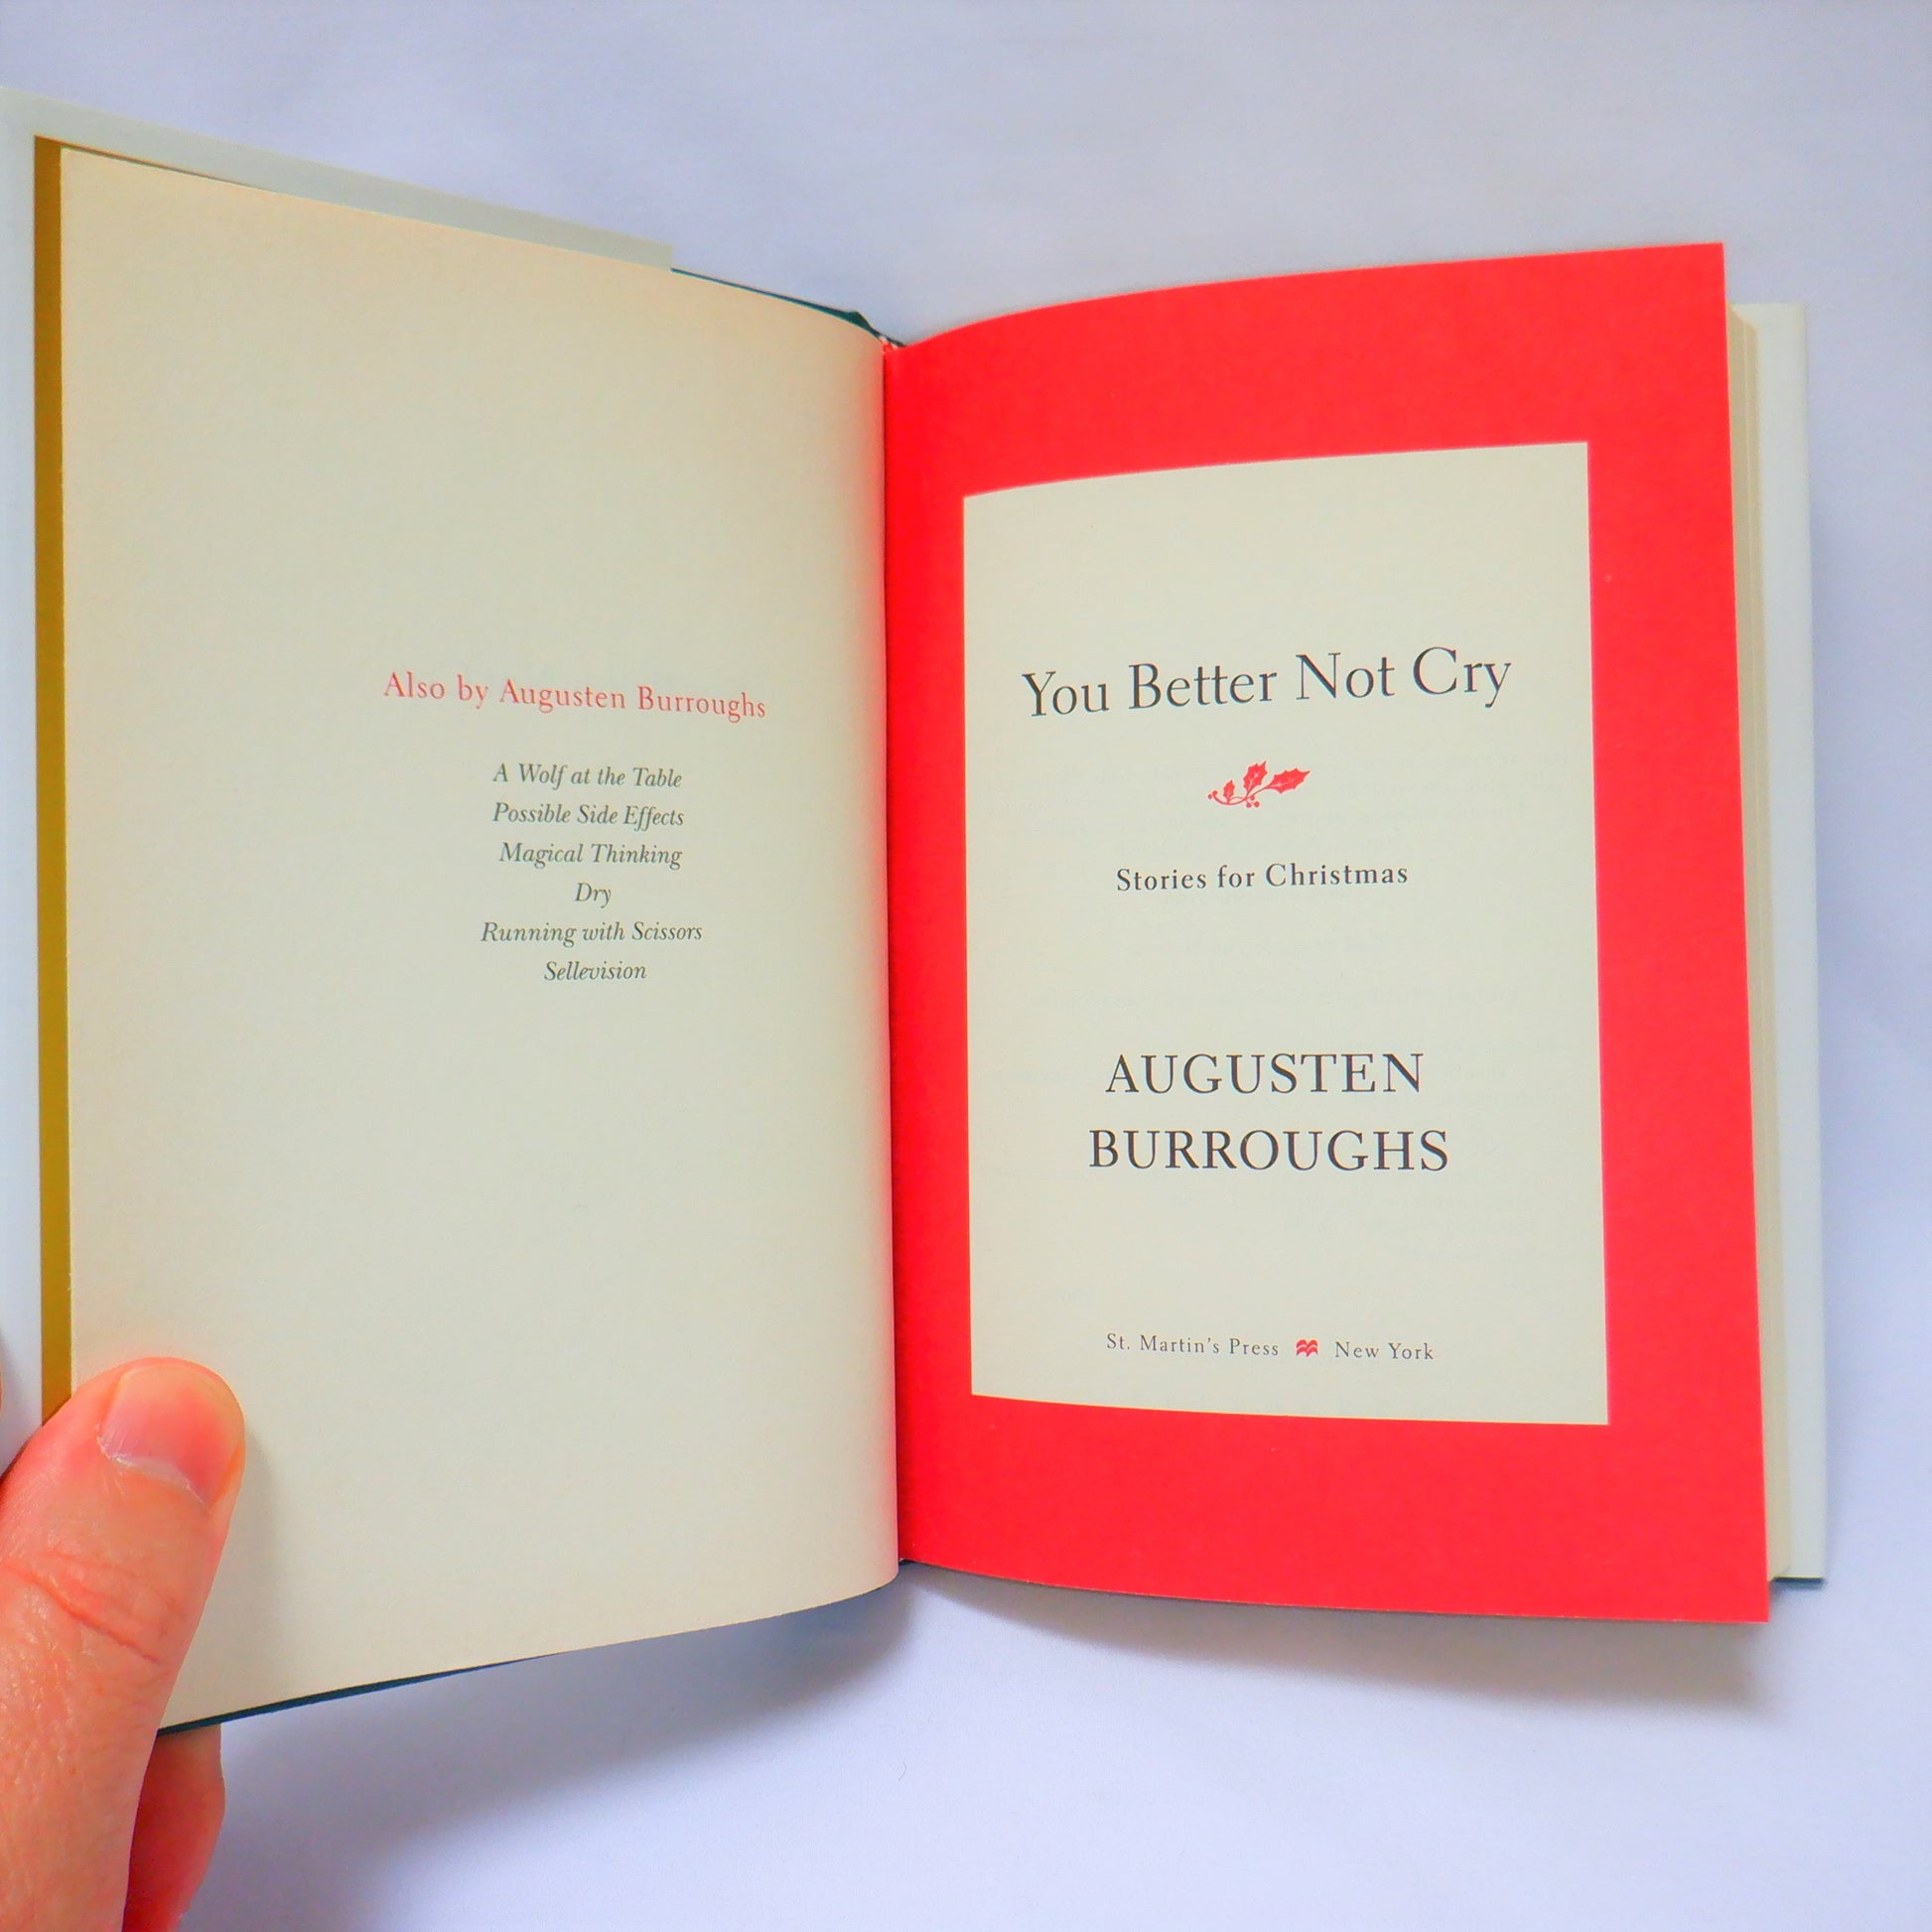 Also by Augusten Burroughs
A Wolf at the Table
Possible Side Effects
Magical Thinking
Dry
Running with Scissors
Sellevision
You Better Not Cry
Stories for Christmas
AUGUSTEN
BURROUGHS
St. Martin's Press New York